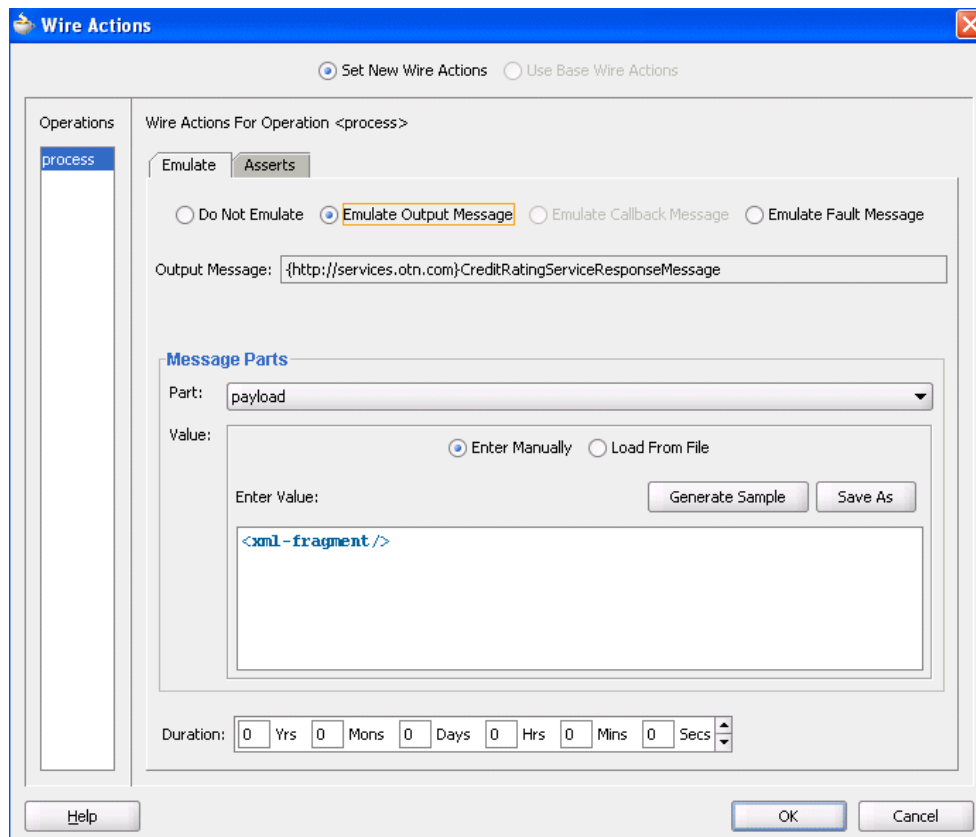 Wire Actions
Set New Wire Actions Use Base Wire Actions
Operations
process
Wire Actions For Operation <process>
Emulate Asserts
Do Not Emulate Emulate Output Message Emulate Callback Message Emulate Fault Message
Output Message: {http://services.otn.com}CreditRatingServiceResponseMessage
Message Parts
Part: payload
Value: Enter Manually Load From File
Enter Value: Generate Sample Save As
<xml-fragment/>
Duration: 0 Yrs 0 Mons 0 Days 0 Hrs 0 Mins 0 Secs
Help OK Cancel